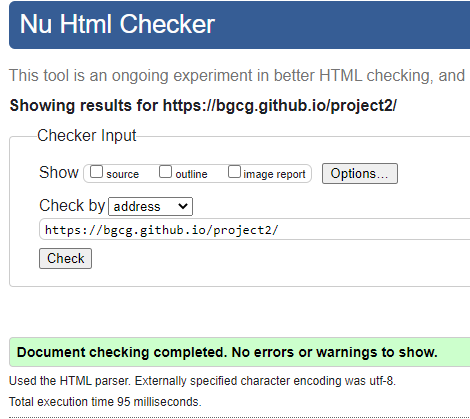 Nu Html Checker
This tool is an ongoing experiment in better HTML checking, and
Showing results for https://bgcg.github.io/project2/
Checker Input
Show source outline image report Options...
Check by address
https://bgcg.github.io/project2/
Check
Document checking completed. No errors or warnings to show.
Used the HTML parser. Externally specified character encoding was utf-8.
Total execution time 95 milliseconds.